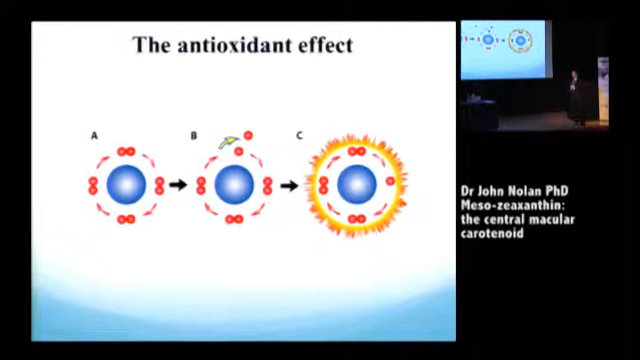 The antioxidant effect
A
B
C
Dr John Nolan PhD
Meso-zeaxanthin:
the central macular
carotenoid